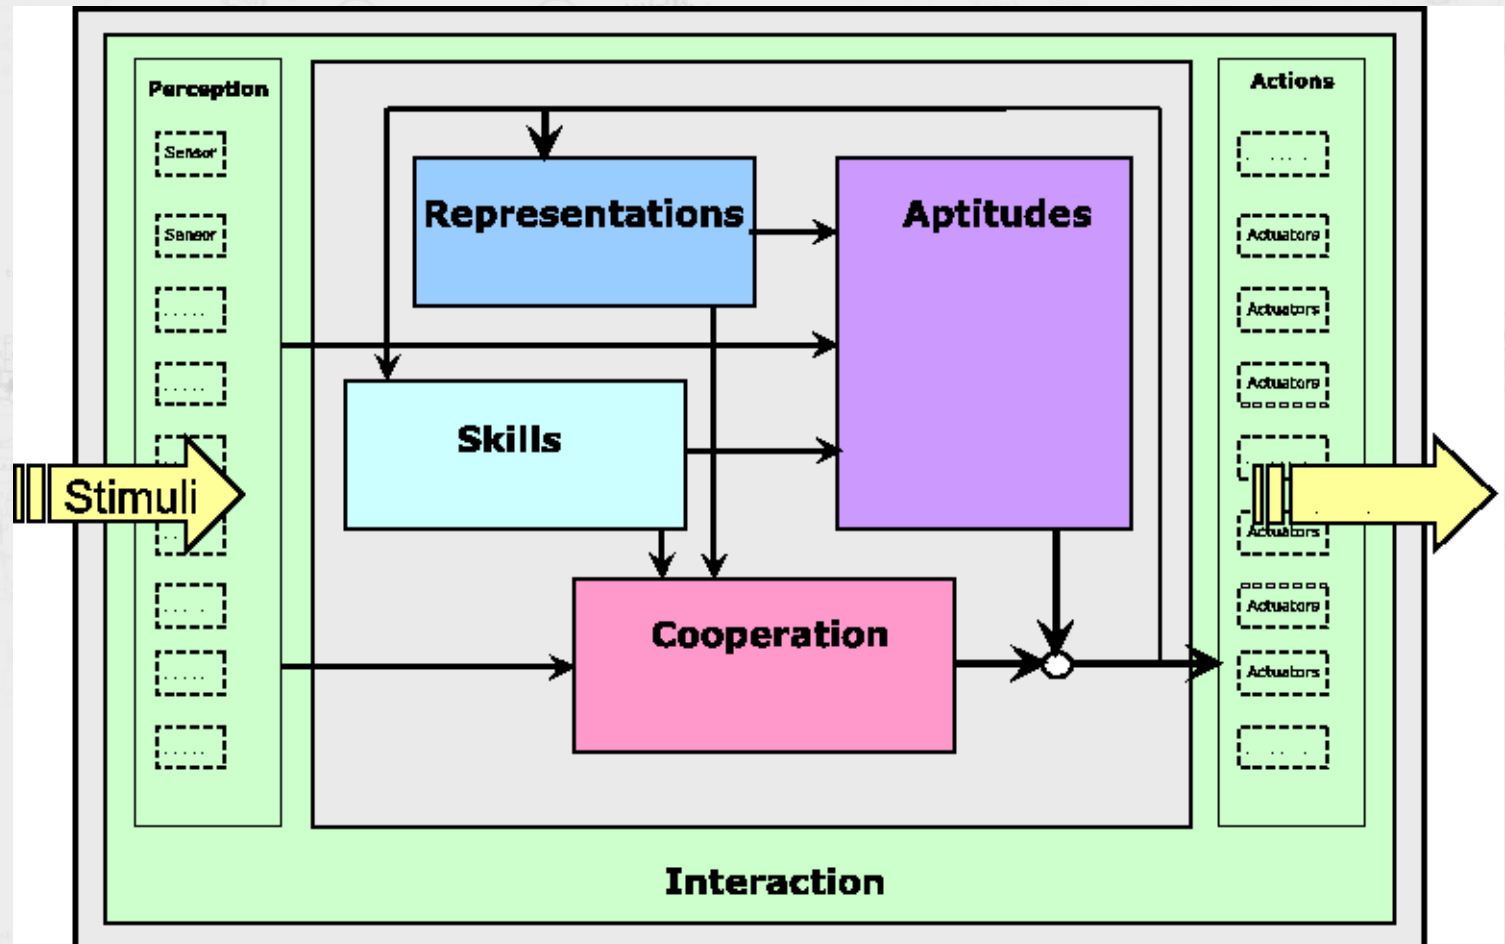 Perception
Sensor
Sensor
.....
.....
Stimuli
.....
.....
.....
Representations
Aptitudes
Skills
Cooperation
Interaction
Actions
Actuators
Actuators
Actuators
Actuators
Actuators
Actuators